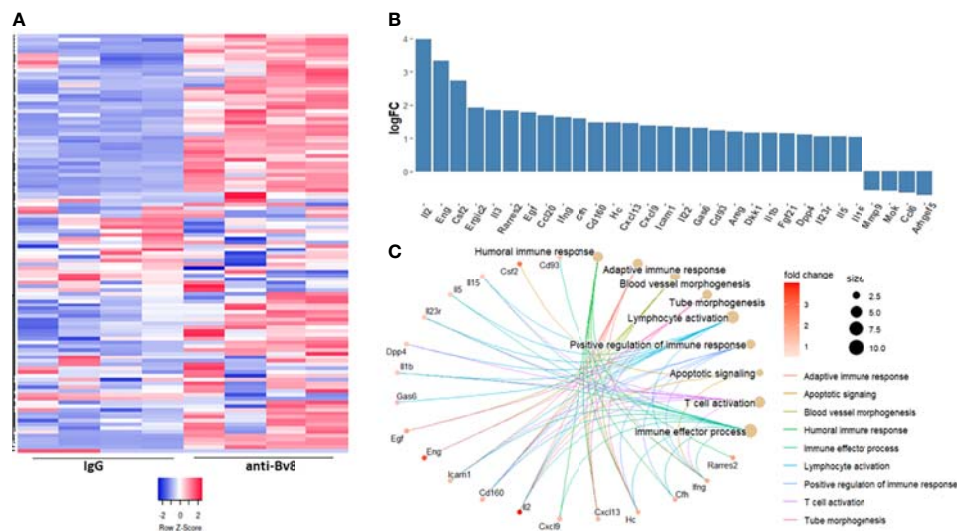 A
IgG
anti-Bv8
-2 0 2
Row Z-Score
B
logFC
4
3
2
1
0
Il2
Eng
Csf2
Ergic2
Il3
Rarres2
Egf
Ccl20
Ifng
Cfh
Cd160
Hc
Cxcl13
Cxcl9
Icam1
Il22
Gas6
Cd93
Areg
Dkk1
Il1b
Fgf21
Dpp4
Il23r
Il5
Mmp9
Mok
Ccl6
Arhgef5
C
Humoral immune response
Cd93
Csf2
Il15
Il5
Il23r
Dpp4
Il1b
Gas6
Egf
Eng
Icam1
Cd160
Il2
Cxcl9
Cxcl13
Hc
Cfh
Ifng
Rarres2
Adaptive immune response
Blood vessel morphogenesis
Tube morphogenesis
Lymphocyte activation
Positive regulation of immune response
Apoptotic signaling
T cell activation
Immune effector process
fold change
3
2
1
size
2.5
5.0
7.5
10.0
Adaptive immune response
Apoptotic signaling
Blood vessel morphogenesis
Humoral immune response
Immune effector process
Lymphocyte activation
Positive regulation of immune response
T cell activation
Tube morphogenesis